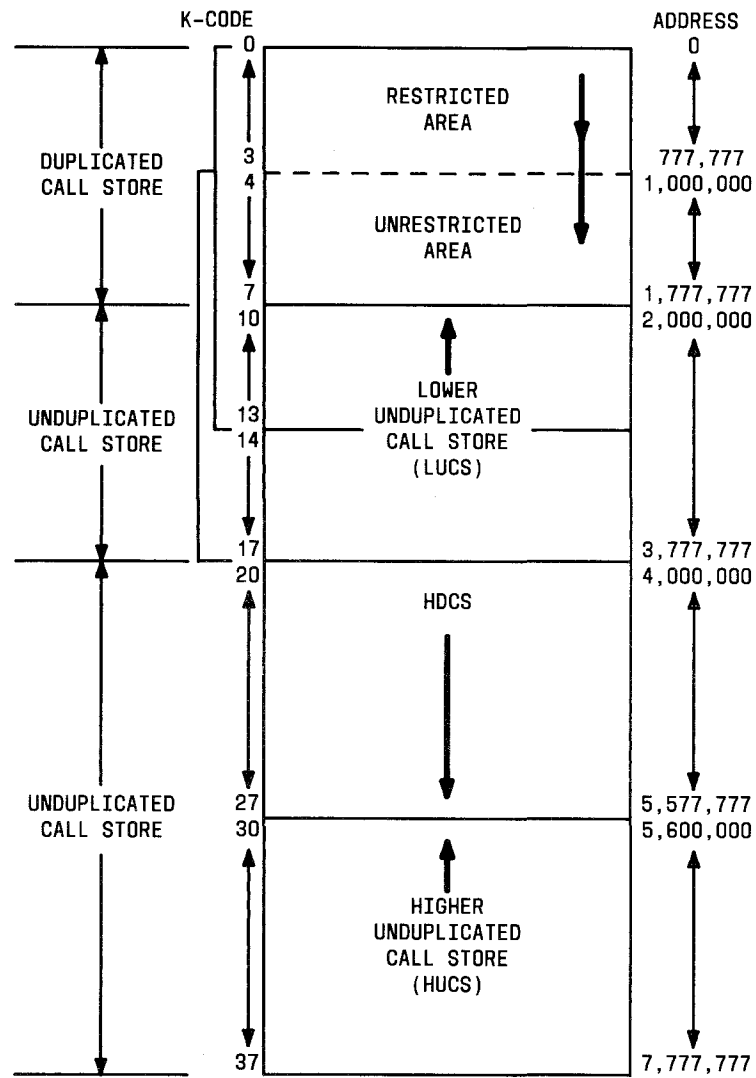 K-CODE
ADDRESS
0
0
RESTRICTED
AREA
DUPLICATED
CALL STORE
3
777,777
4
1,000,000
UNRESTRICTED
AREA
7
1,777,777
10
2,000,000
LOWER
UNDUPLICATED
CALL STORE
(LUCS)
UNDUPLICATED
CALL STORE
13
14
17
3,777,777
20
4,000,000
HDCS
UNDUPLICATED
CALL STORE
27
5,577,777
30
5,600,000
HIGHER
UNDUPLICATED
CALL STORE
(HUCS)
37
7,777,777